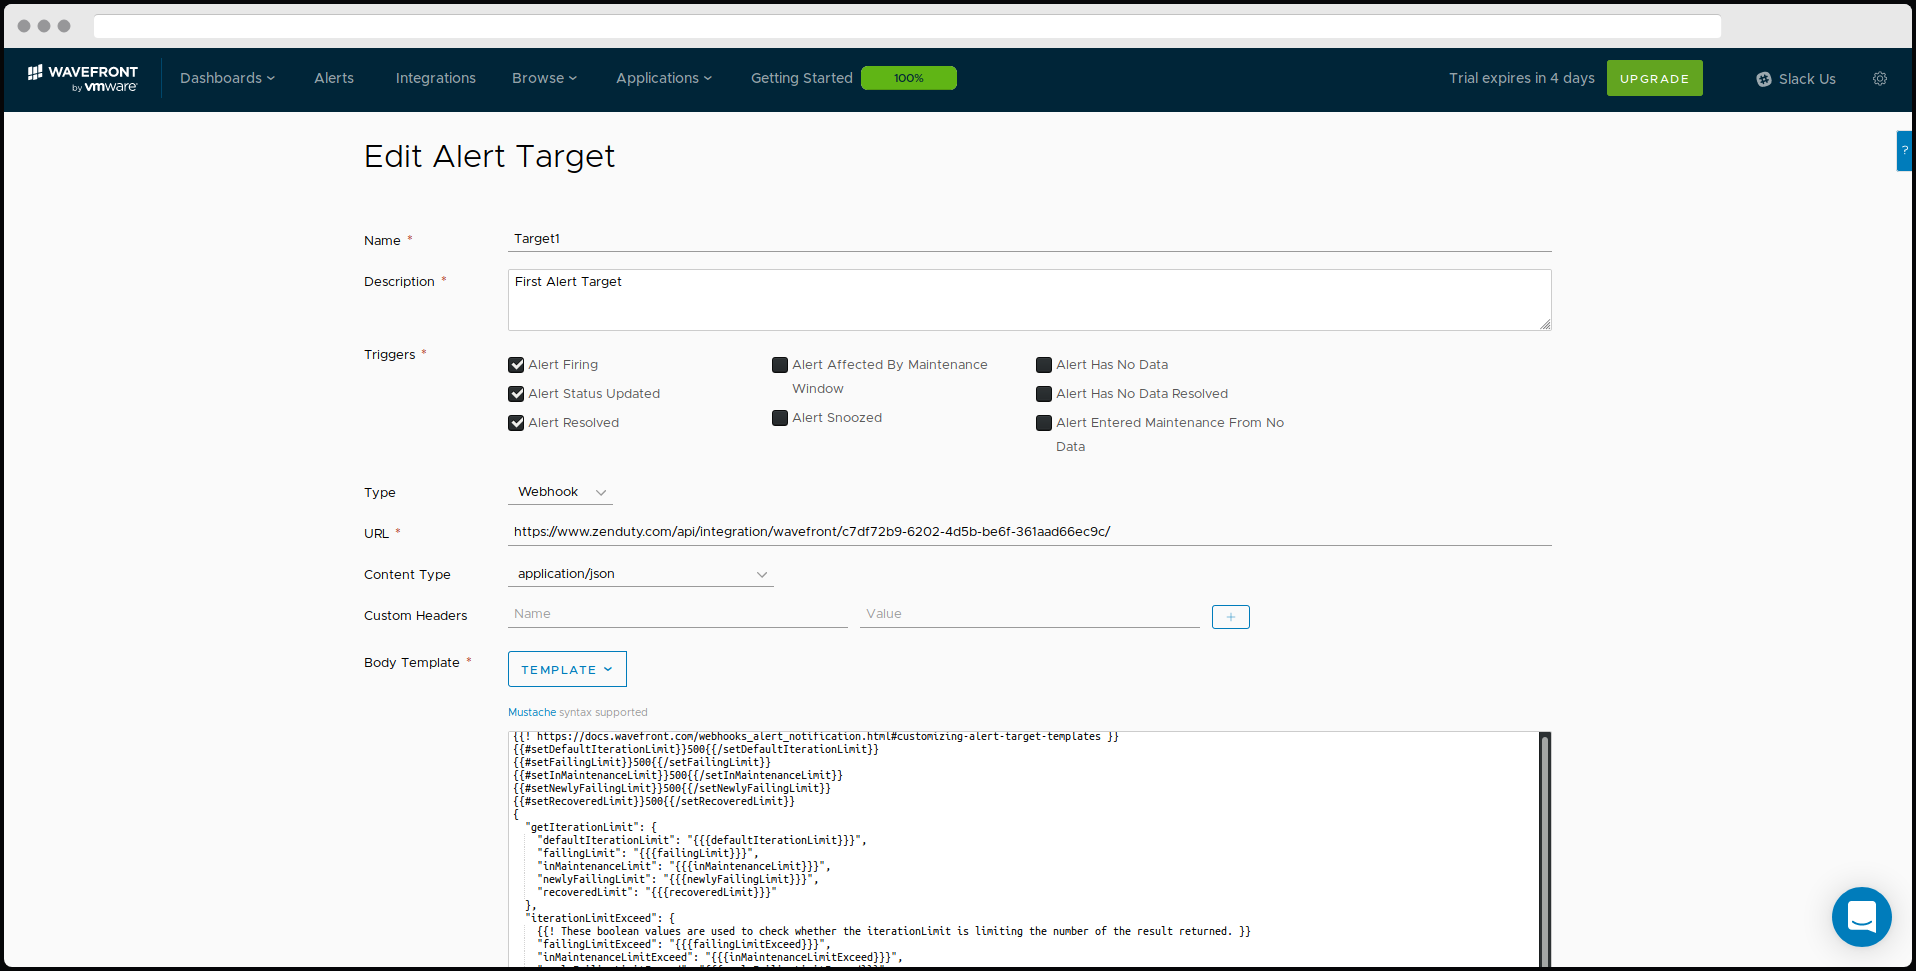 WAVEFRONT
by vmware
Dashboards
Alerts
Integrations
Browse
Applications
Getting Started
100%
Trial expires in 4 days
UPGRADE
Slack Us
?
Edit Alert Target
Name *
Target1
Description *
First Alert Target
Triggers *
Alert Firing
Alert Status Updated
Alert Resolved
Alert Affected By Maintenance
Window
Alert Snoozed
Alert Has No Data
Alert Has No Data Resolved
Alert Entered Maintenance From No
Data
Type
Webhook
URL *
https://www.zenduty.com/api/integration/wavefront/c7df72b9-6202-4d5b-be6f-361aad66ec9c/
Content Type
application/json
Custom Headers
Name
Value
+
Body Template *
TEMPLATE
Mustache syntax supported
{{! https://docs.wavefront.com/webhooks_alert_notification.html#customizing-alert-target-templates }}
{{#setDefaultIterationLimit}}500{{/setDefaultIterationLimit}}
{{#setFailingLimit}}500{{/setFailingLimit}}
{{#setInMaintenanceLimit}}500{{/setInMaintenanceLimit}}
{{#setNewlyFailingLimit}}500{{/setNewlyFailingLimit}}
{{#setRecoveredLimit}}500{{/setRecoveredLimit}}
{
"getIterationLimit": {
"defaultIterationLimit": "{{{defaultIterationLimit}}}",
"failingLimit": "{{{failingLimit}}}",
"inMaintenanceLimit": "{{{inMaintenanceLimit}}}",
"newlyFailingLimit": "{{{newlyFailingLimit}}}",
"recoveredLimit": "{{{recoveredLimit}}}"
},
"iterationLimitExceed": {
{{! These boolean values are used to check whether the iterationLimit is limiting the number of the result returned. }}
"failingLimitExceed": "{{{failingLimitExceed}}}",
"inMaintenanceLimitExceed": "{{{inMaintenanceLimitExceed}}}",